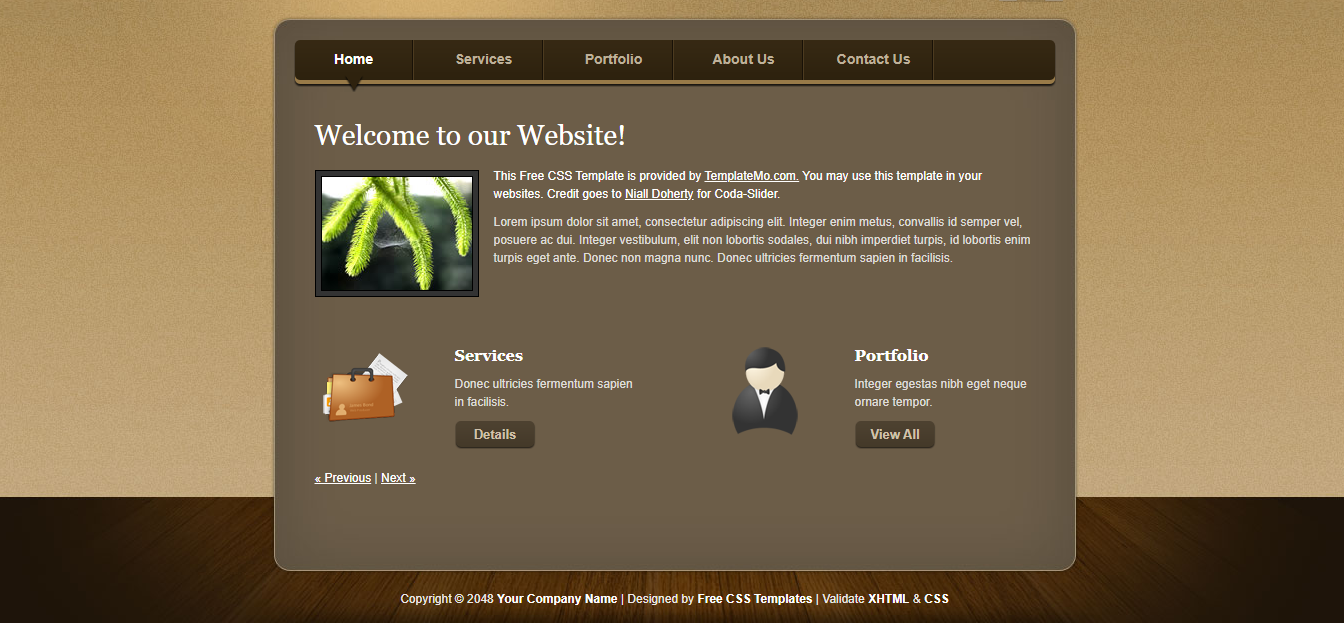 Home Services Portfolio About Us Contact Us
Welcome to our Website!
This Free CSS Template is provided by TemplateMo.com. You may use this template in your
websites. Credit goes to Niall Doherty for Coda-Slider.
Lorem ipsum dolor sit amet, consectetur adipiscing elit. Integer enim metus, convallis id semper vel,
posuere ac dui. Integer vestibulum, elit non lobortis sodales, dui nibh imperdiet turpis, id lobortis enim
turpis eget ante. Donec non magna nunc. Donec ultricies fermentum sapien in facilisis.
Services
Donec ultricies fermentum sapien
in facilisis.
Details
Portfolio
Integer egestas nibh eget neque
ornare tempor.
View All
« Previous | Next »
Copyright © 2048 Your Company Name | Designed by Free CSS Templates | Validate XHTML & CSS